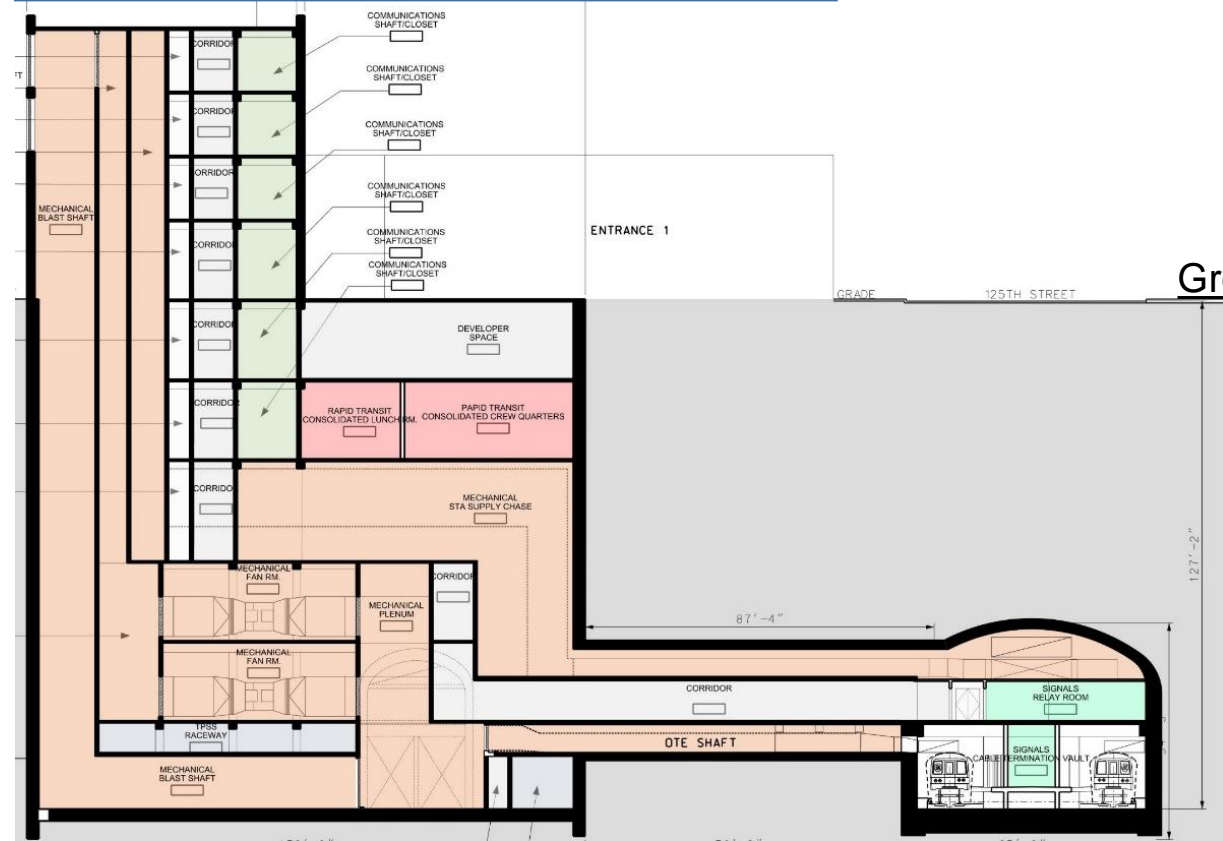 COMMUNICATIONS
SHAFT/CLOSET
CORRIDOR
COMMUNICATIONS
SHAFT/CLOSET
CORRIDOR
COMMUNICATIONS
SHAFT/CLOSET
ORRIDOR
COMMUNICATIONS
SHAFT/CLOSET
MECHANICAL
BLAST SHAFT
COMMUNICATIONS
SHAFT/CLOSET
ENTRANCE 1
CORRIDOR
COMMUNICATIONS
SHAFT/CLOSET
Gr
GRADE
125TH STREET
CORRIDOR
DEVELOPER
SPACE
CORRIDOR
RAPID TRANSIT
CONSOLIDATED LUNCH RM.
PAPID TRANSIT
CONSOLIDATED CREW QUARTERS
CORRIDOR
MECHANICAL
STA SUPPLY CHASE
127'-2"
MECHANICAL
FAN RM.
CORRIDOR
MECHANICAL
PLENUM
87'-4"
MECHANICAL
FAN RM.
CORRIDOR
SIGNALS
RELAY ROOM
TPSS
RACEWAY
OTE SHAFT
SIGNALS
CABLE TERMINATION VAULT
MECHANICAL
BLAST SHAFT